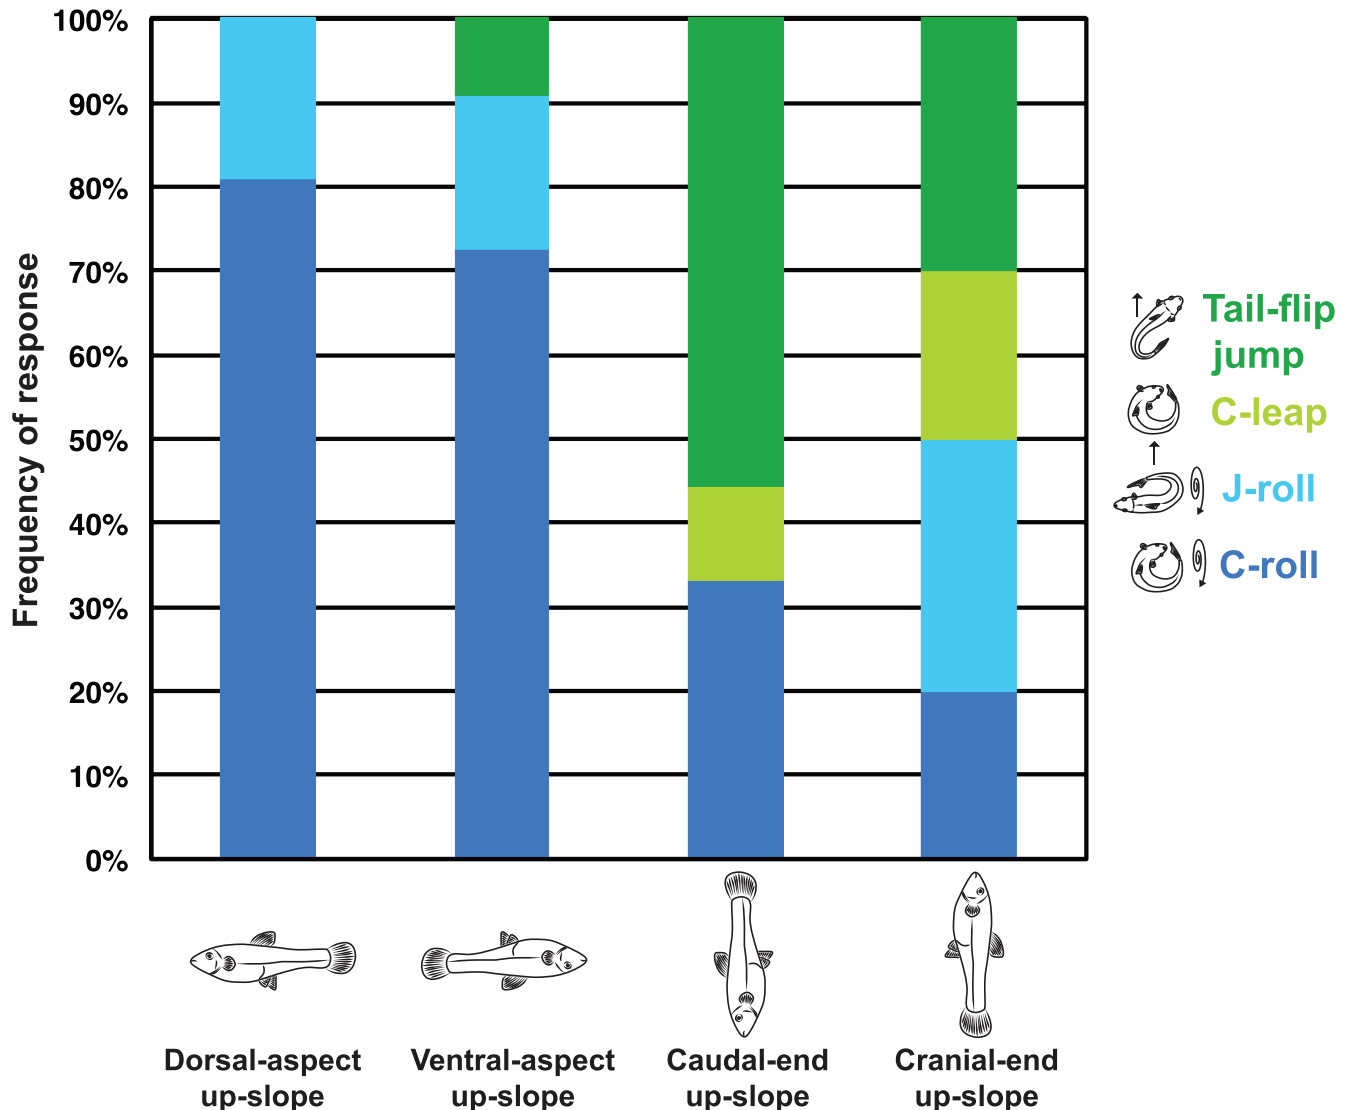 100%
90%
80%
70%
60%
50%
40%
30%
20%
10%
0%
Frequency of response
Tail-flip
jump
C-leap
J-roll
C-roll
Dorsal-aspect
up-slope
Ventral-aspect
up-slope
Caudal-end
up-slope
Cranial-end
up-slope